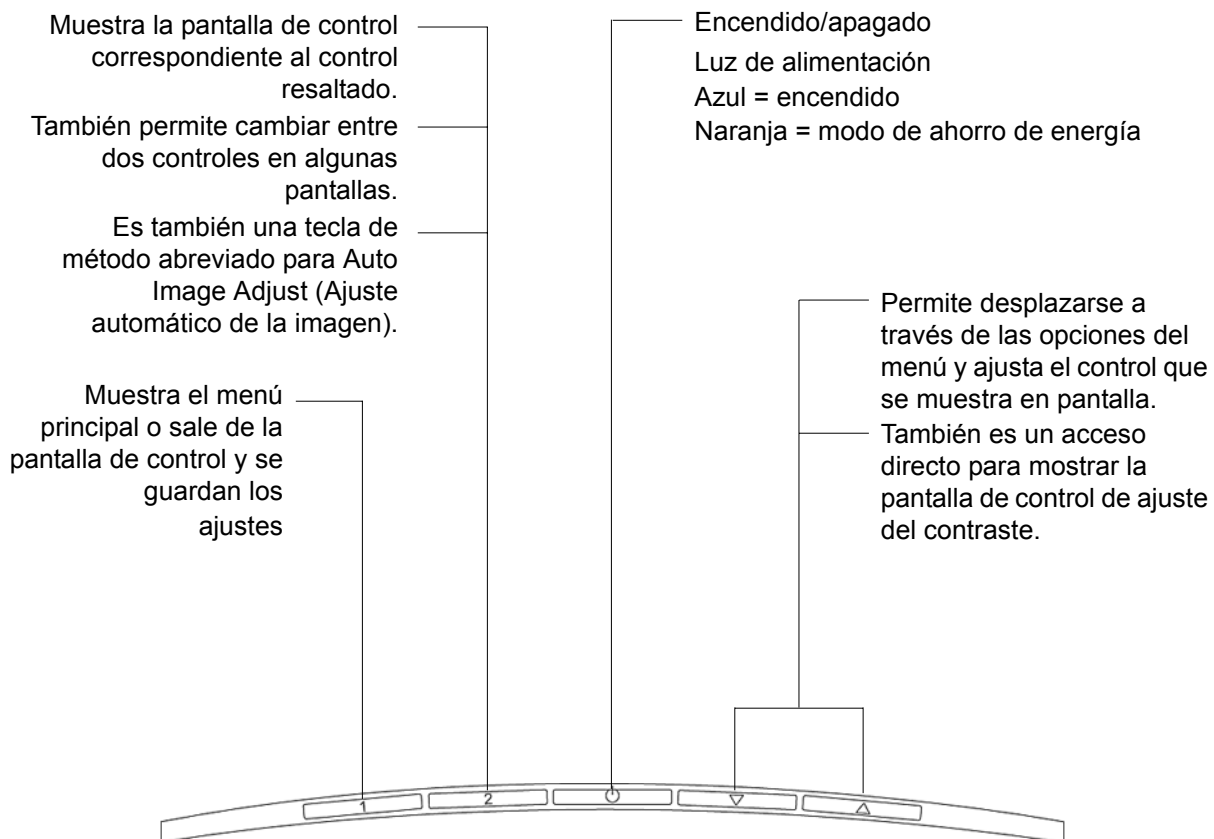 Muestra la pantalla de control
correspondiente al control
resaltado.
También permite cambiar entre
dos controles en algunas
pantallas.
Es también una tecla de
método abreviado para Auto
Image Adjust (Ajuste
automático de la imagen).
Muestra el menú
principal o sale de la
pantalla de control y se
guardan los
ajustes
Encendido/apagado
Luz de alimentación
Azul = encendido
Naranja = modo de ahorro de energía
Permite desplazarse a
través de las opciones del
menú y ajusta el control que
se muestra en pantalla.
También es un acceso
directo para mostrar la
pantalla de control de ajuste
del contraste.
1 2